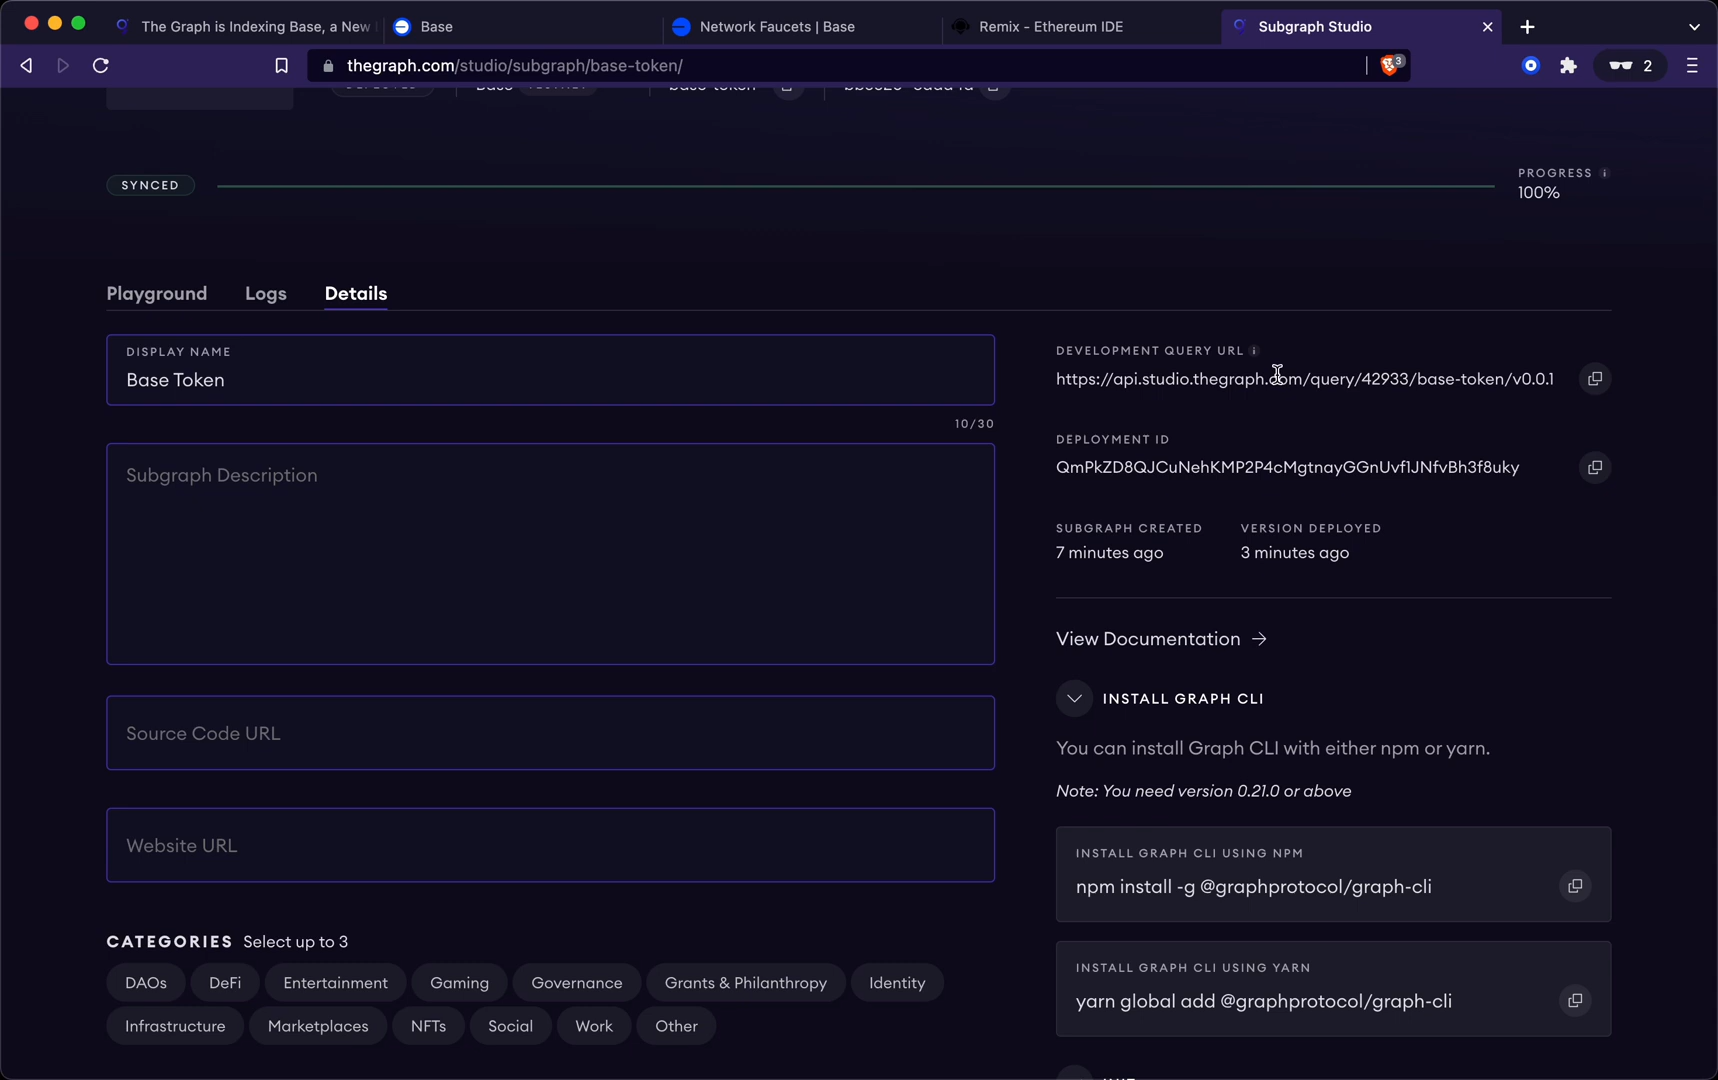 The Graph is Indexing Base, a New
Base
Network Faucets | Base
Remix - Ethereum IDE
Subgraph Studio
thegraph.com/studio/subgraph/base-token/
3
2
SYNCED
PROGRESS
100%
Playground
Logs
Details
DISPLAY NAME
Base Token
10/30
Subgraph Description
Source Code URL
Website URL
CATEGORIES Select up to 3
DAOs
DeFi
Entertainment
Gaming
Governance
Grants & Philanthropy
Identity
Infrastructure
Marketplaces
NFTs
Social
Work
Other
DEVELOPMENT QUERY URL
https://api.studio.thegraph.com/query/42933/base-token/v0.0.1
DEPLOYMENT ID
QmPkZD8QJCuNehKMP2P4cMgtnayGGnUvf1JNfvBh3f8uky
SUBGRAPH CREATED
7 minutes ago
VERSION DEPLOYED
3 minutes ago
View Documentation →
INSTALL GRAPH CLI
You can install Graph CLI with either npm or yarn.
Note: You need version 0.21.0 or above
INSTALL GRAPH CLI USING NPM
npm install -g @graphprotocol/graph-cli
INSTALL GRAPH CLI USING YARN
yarn global add @graphprotocol/graph-cli